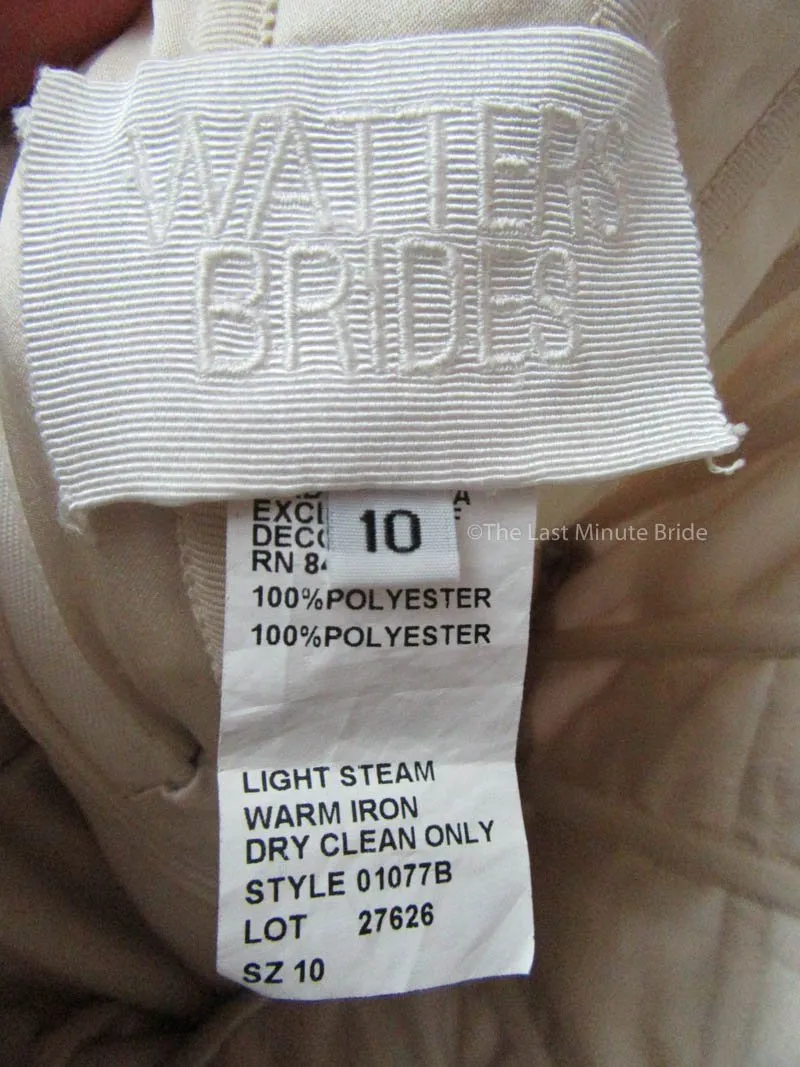 WATTERS
BRIDES
10
RN
100%POLYESTER
100%POLYESTER
LIGHT STEAM
WARM IRON
DRY CLEAN ONLY
STYLE 01077B
LOT 27626
SZ 10
©The Last Minute Bride